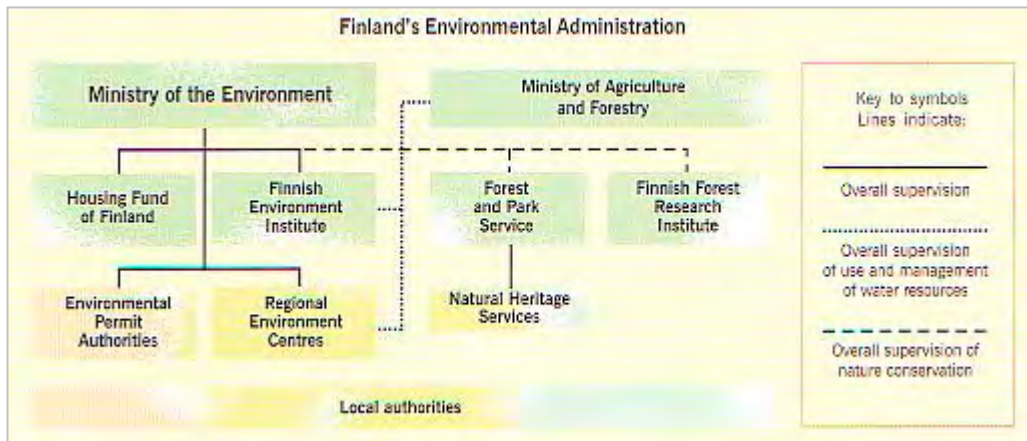 Finland's Environmental Administration
Ministry of the Environment
Ministry of Agriculture
and Forestry
Housing Fund
of Finland
Finnish
Environment
Institute
Forest
and Park
Service
Finnish Forest
Research
Institute
Environmental
Permit
Authorities
Regional
Environment
Centres
Natural Heritage
Services
Local authorities
Key to symbols
Lines indicate:
Overall supervision
Overall supervision
of use and management
of water resources
Overall supervision of
nature conservation